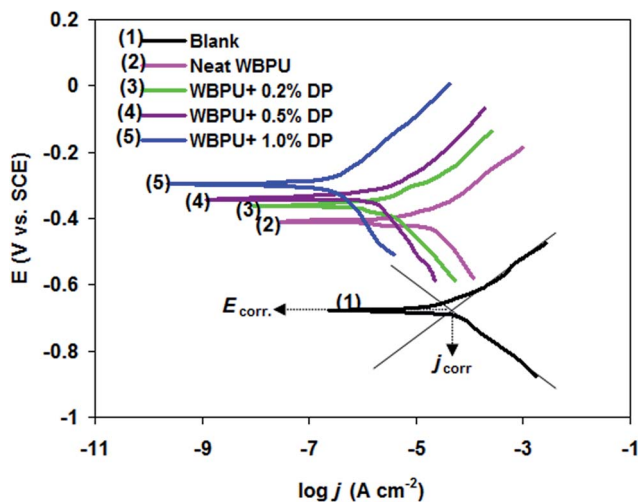 0.2
0
-0.2
-0.4
-0.6
-0.8
-1
E (V vs. SCE)
(1) Blank
(2) Neat WBPU
(3) WBPU+ 0.2% DP
(4) WBPU+ 0.5% DP
(5) WBPU+ 1.0% DP
(5)
(4)
(3)
(2)
(1)
E corr.
j corr
-11
-9
-7
-5
-3
-1
log j (A cm-2)